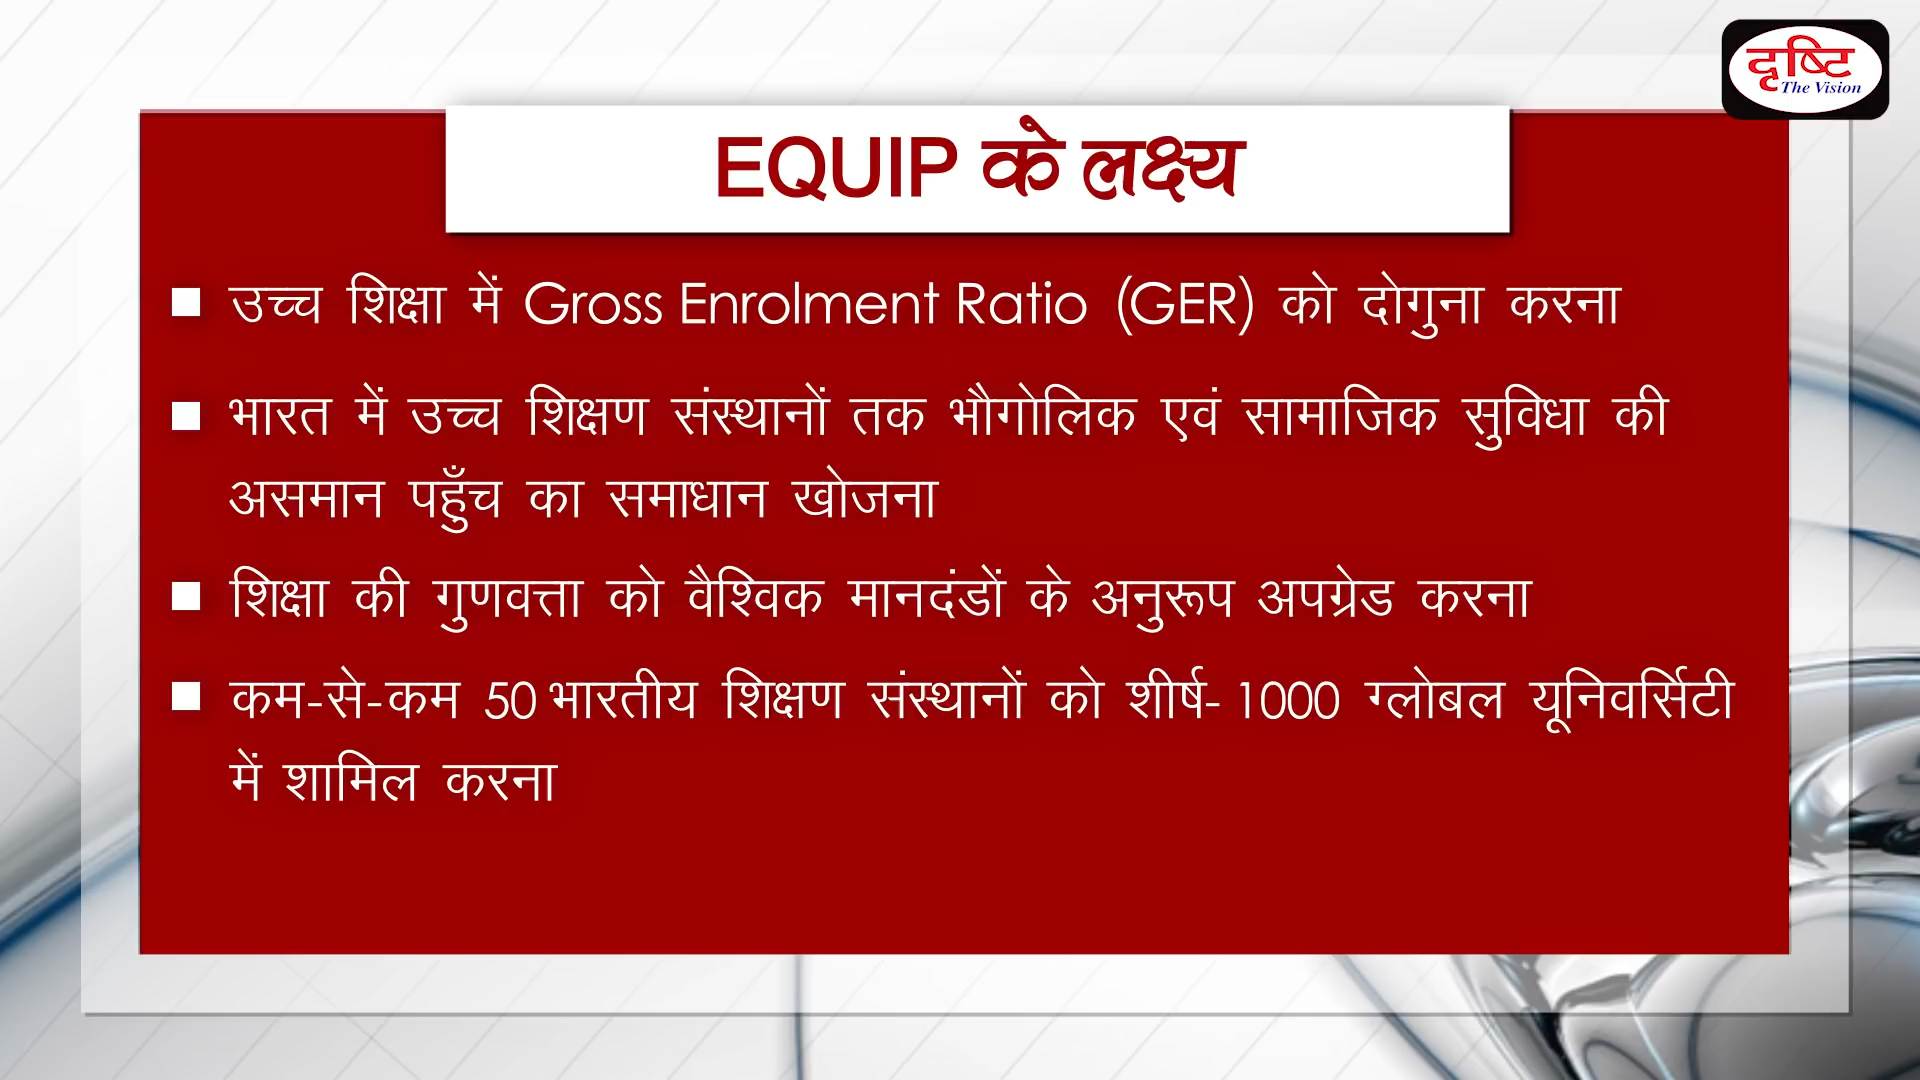 दृष्टि
The Vision
EQUIP के लक्ष्य
उच्च शिक्षा में Gross Enrolment Ratio (GER) को दोगुना करना
भारत में उच्च शिक्षण संस्थानों तक भौगोलिक एवं सामाजिक सुविधा की
असमान पहुँच का समाधान खोजना
शिक्षा की गुणवत्ता को वैश्विक मानदंडों के अनुरूप अपग्रेड करना
कम-से-कम 50 भारतीय शिक्षण संस्थानों को शीर्ष- 1000 ग्लोबल यूनिवर्सिटी
में शामिल करना